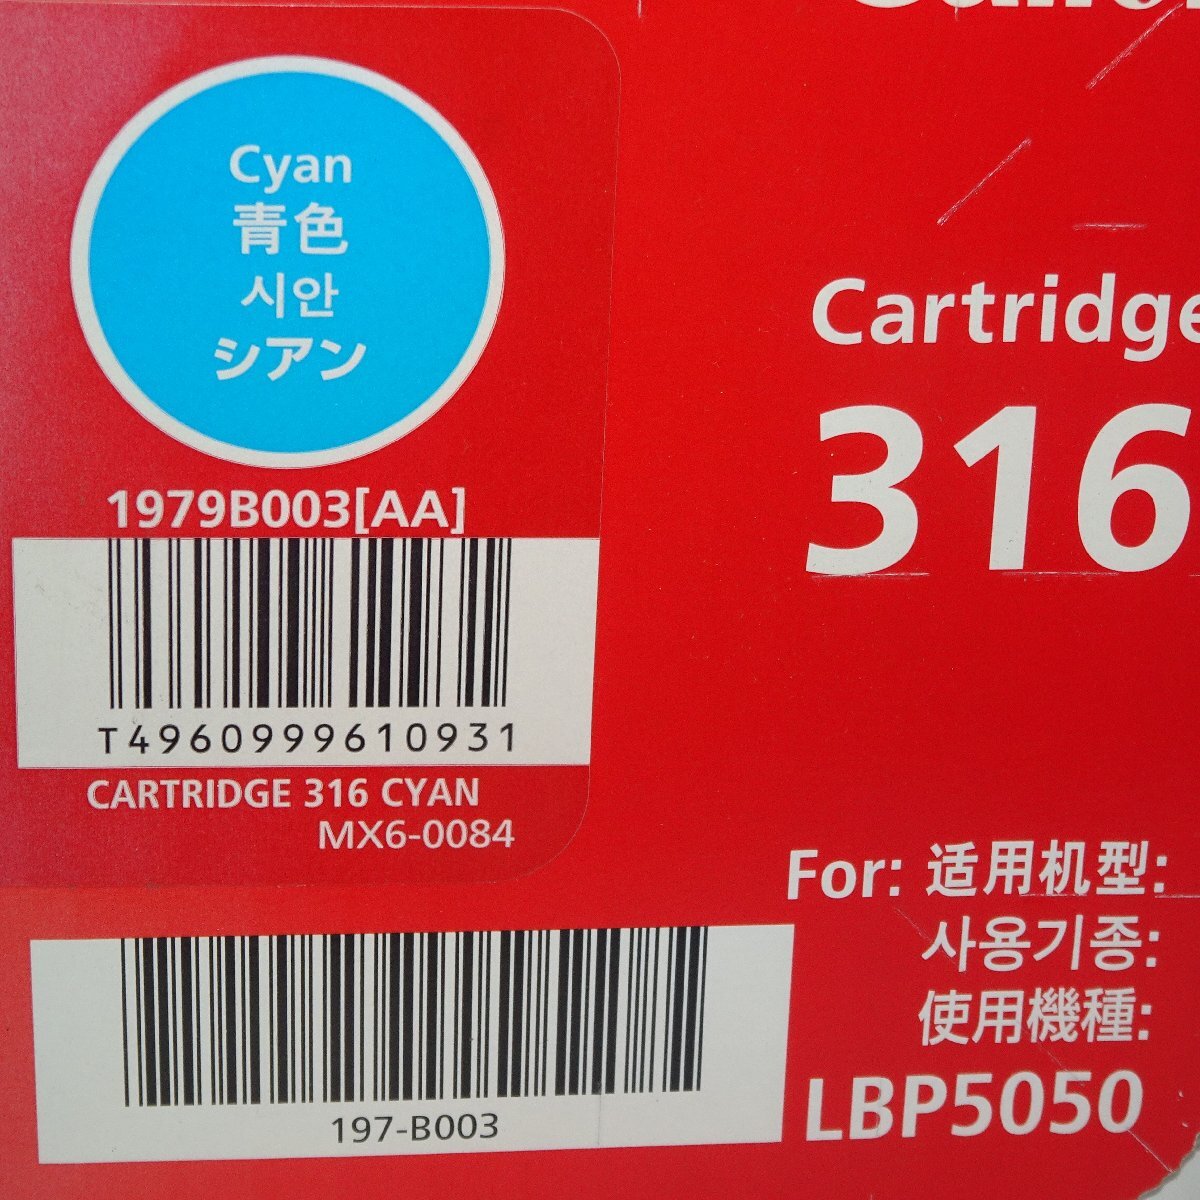 Cyan
青色
시안
シアン
1979B003[AA]
T4960999610931
CARTRIDGE 316 CYAN
MX6-0084
197-B003
Cartridge
316
For: 适用机型:
사용기종:
使用機種:
LBP5050